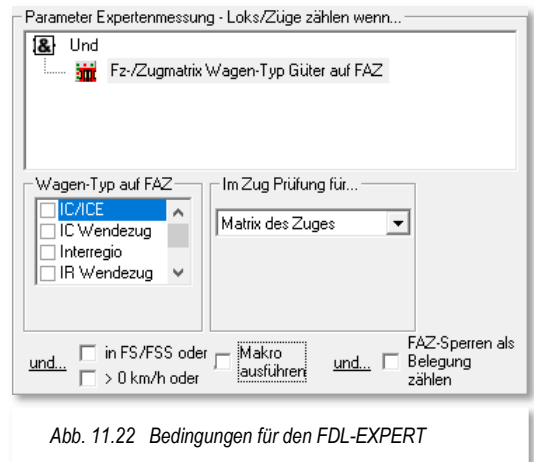 Parameter Expertenmessung - Loks/Züge zählen wenn...
& Und
Fz-/Zugmatrix Wagen-Typ Güter auf FAZ
Wagen-Typ auf FAZ
IC/ICE
IC Wendezug
Interregio
IR Wendezug
Im Zug Prüfung für...
Matrix des Zuges
und...
in FS/FSS oder
> 0 km/h oder
Makro
ausführen
und...
FAZ-Sperren als
Belegung
zählen
Abb. 11.22 Bedingungen für den FDL-EXPERT